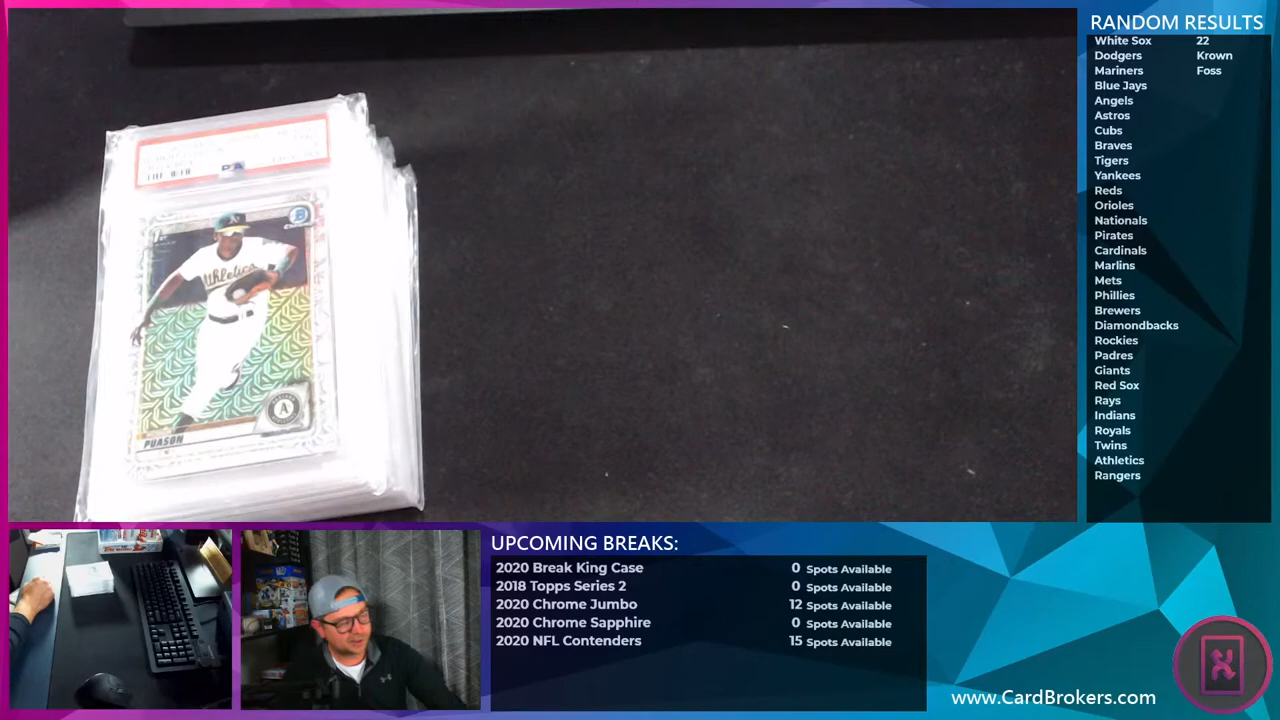 RANDOM RESULTS
White Sox 22
Dodgers Krown
Mariners Foss
Blue Jays
Angels
Astros
Cubs
Braves
Tigers
Yankees
Reds
Orioles
Nationals
Pirates
Cardinals
Marlins
Mets
Phillies
Brewers
Diamondbacks
Rockies
Padres
Giants
Red Sox
Rays
Indians
Royals
Twins
Athletics
Rangers
PSA
1st
B
Athletics
A
PUASON
UPCOMING BREAKS:
2020 Break King Case 0 Spots Available
2018 Topps Series 2 0 Spots Available
2020 Chrome Jumbo 12 Spots Available
2020 Chrome Sapphire 0 Spots Available
2020 NFL Contenders 15 Spots Available
www.CardBrokers.com